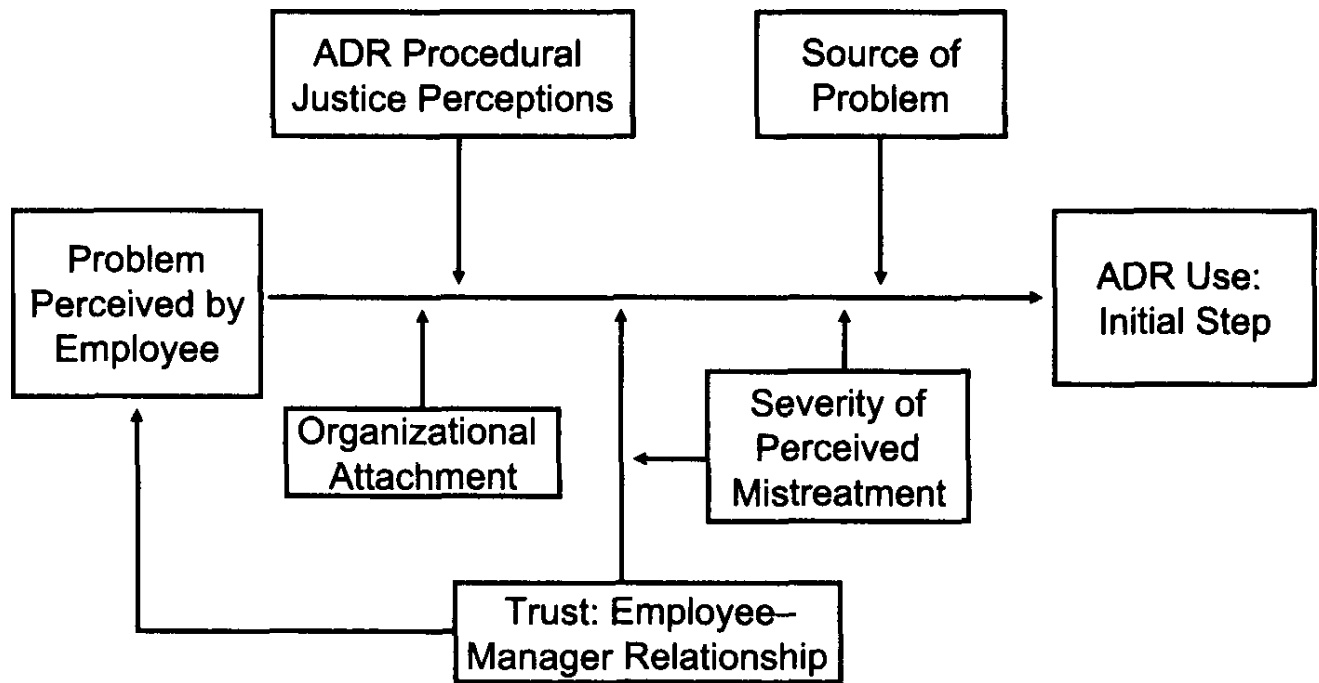 ADR Procedural
Justice Perceptions
Source of
Problem
Problem
Perceived by
Employee
ADR Use:
Initial Step
Organizational
Attachment
Severity of
Perceived
Mistreatment
Trust: Employee–
Manager Relationship